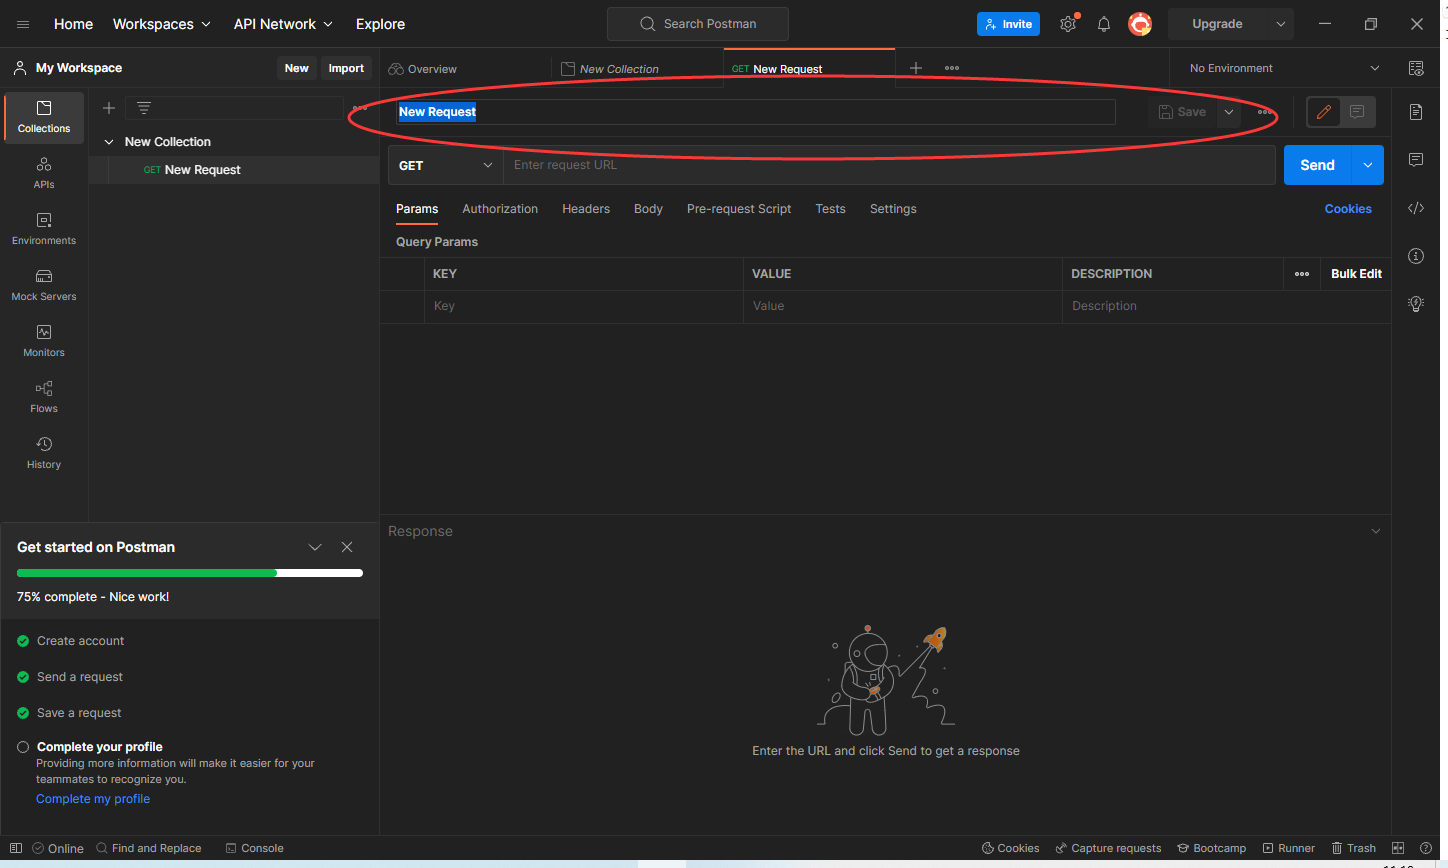 Home Workspaces API Network Explore Search Postman Invite Upgrade
My Workspace New Import Overview New Collection GET New Request No Environment
Collections
New Request Save
New Collection
GET New Request
GET Enter request URL Send
APIs
Params Authorization Headers Body Pre-request Script Tests Settings Cookies
Environments
Query Params
KEY VALUE DESCRIPTION Bulk Edit
Mock Servers
Key Value Description
Monitors
Flows
History
Response
Get started on Postman
75% complete - Nice work!
Create account
Send a request
Save a request
Complete your profile
Providing more information will make it easier for your
teammates to recognize you.
Complete my profile
Enter the URL and click Send to get a response
Online Find and Replace Console Cookies Capture requests Bootcamp Runner Trash